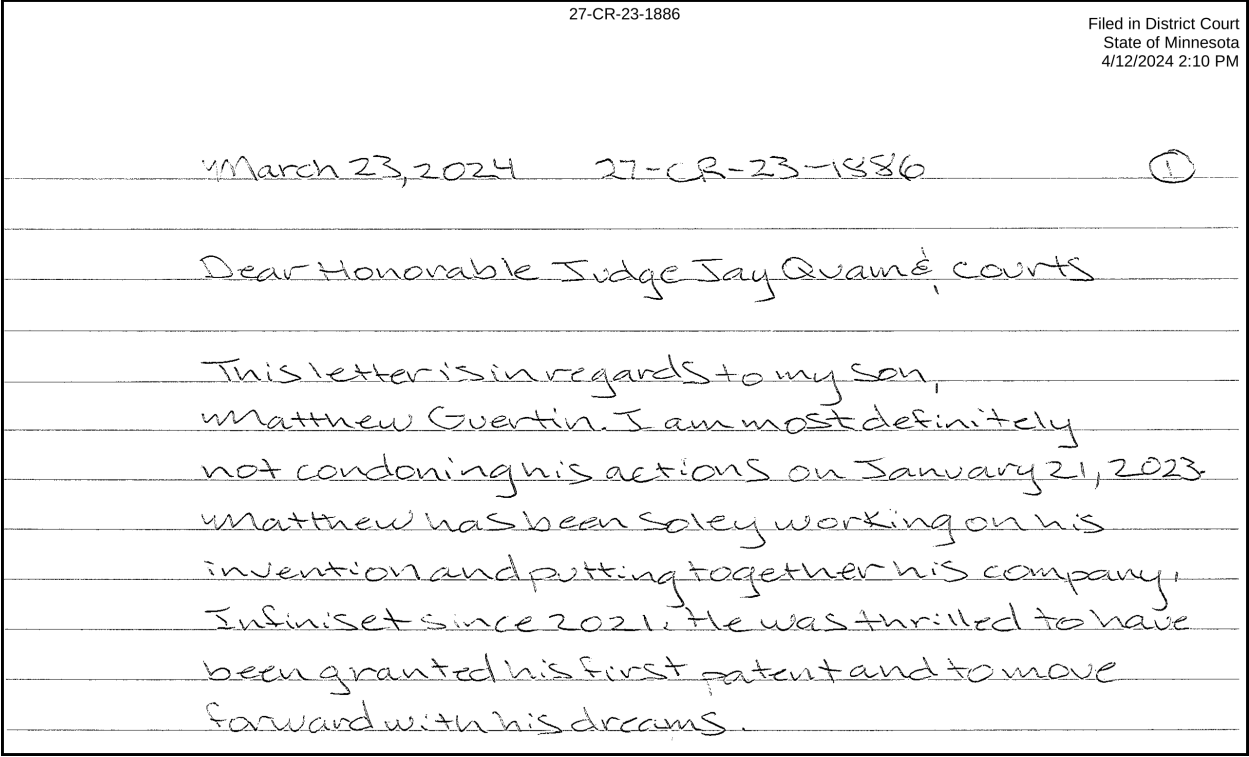 27-CR-23-1886
Filed in District Court
State of Minnesota
4/12/2024 2:10 PM
March 23, 2024 27-CR-23-1886 1
Dear Honorable Judge Jay Quam &, courts
This letter is in regards to my son,
Matthew Guertin. I am most definitely
not condoning his actions on January 21, 2023.
Matthew has been soley working on his
invention and putting together his company,
Infiniset since 2021. He was thrilled to have
been granted his first patent and to move
forward with his dreams.